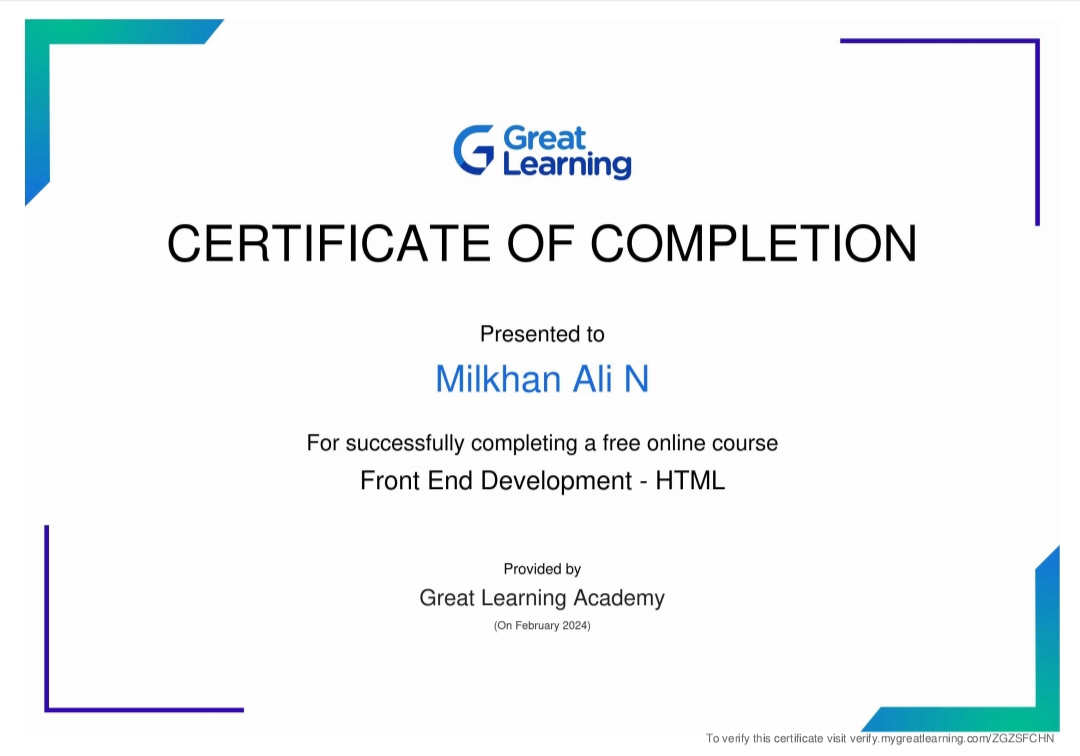 Great
Learning
CERTIFICATE OF COMPLETION
Presented to
Milkhan Ali N
For successfully completing a free online course
Front End Development - HTML
Provided by
Great Learning Academy
(On February 2024)
To verify this certificate visit verify.mygreatlearning.com/ZGZSFCHN